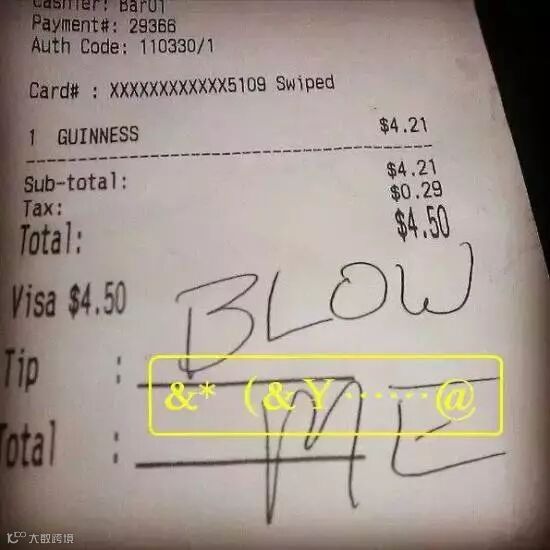 Cashier: Bar01
Payment#: 29366
Auth Code: 110330/1
Card# : XXXXXXXXXXXX5109 Swiped
1 GUINNESS $4.21
Sub-total: $4.21
Tax: $0.29
Total: $4.50
Visa $4.50
BLOW
Tip :
&* (&Y ……@
ME
Total :
大数跨境